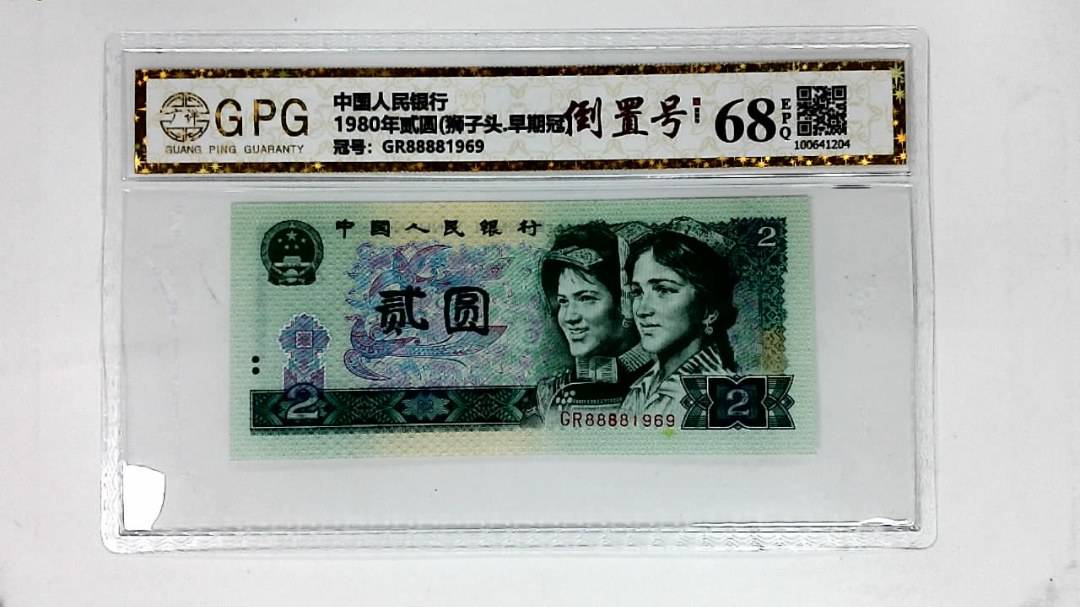 GPG
广评
GUANG PING GUARANTY
中国人民银行
1980年贰圆(狮子头.早期冠
冠号：GR88881969
倒置号
68
EPQ
100641204
中国人民银行
2
贰圆
2
GR88881969
2